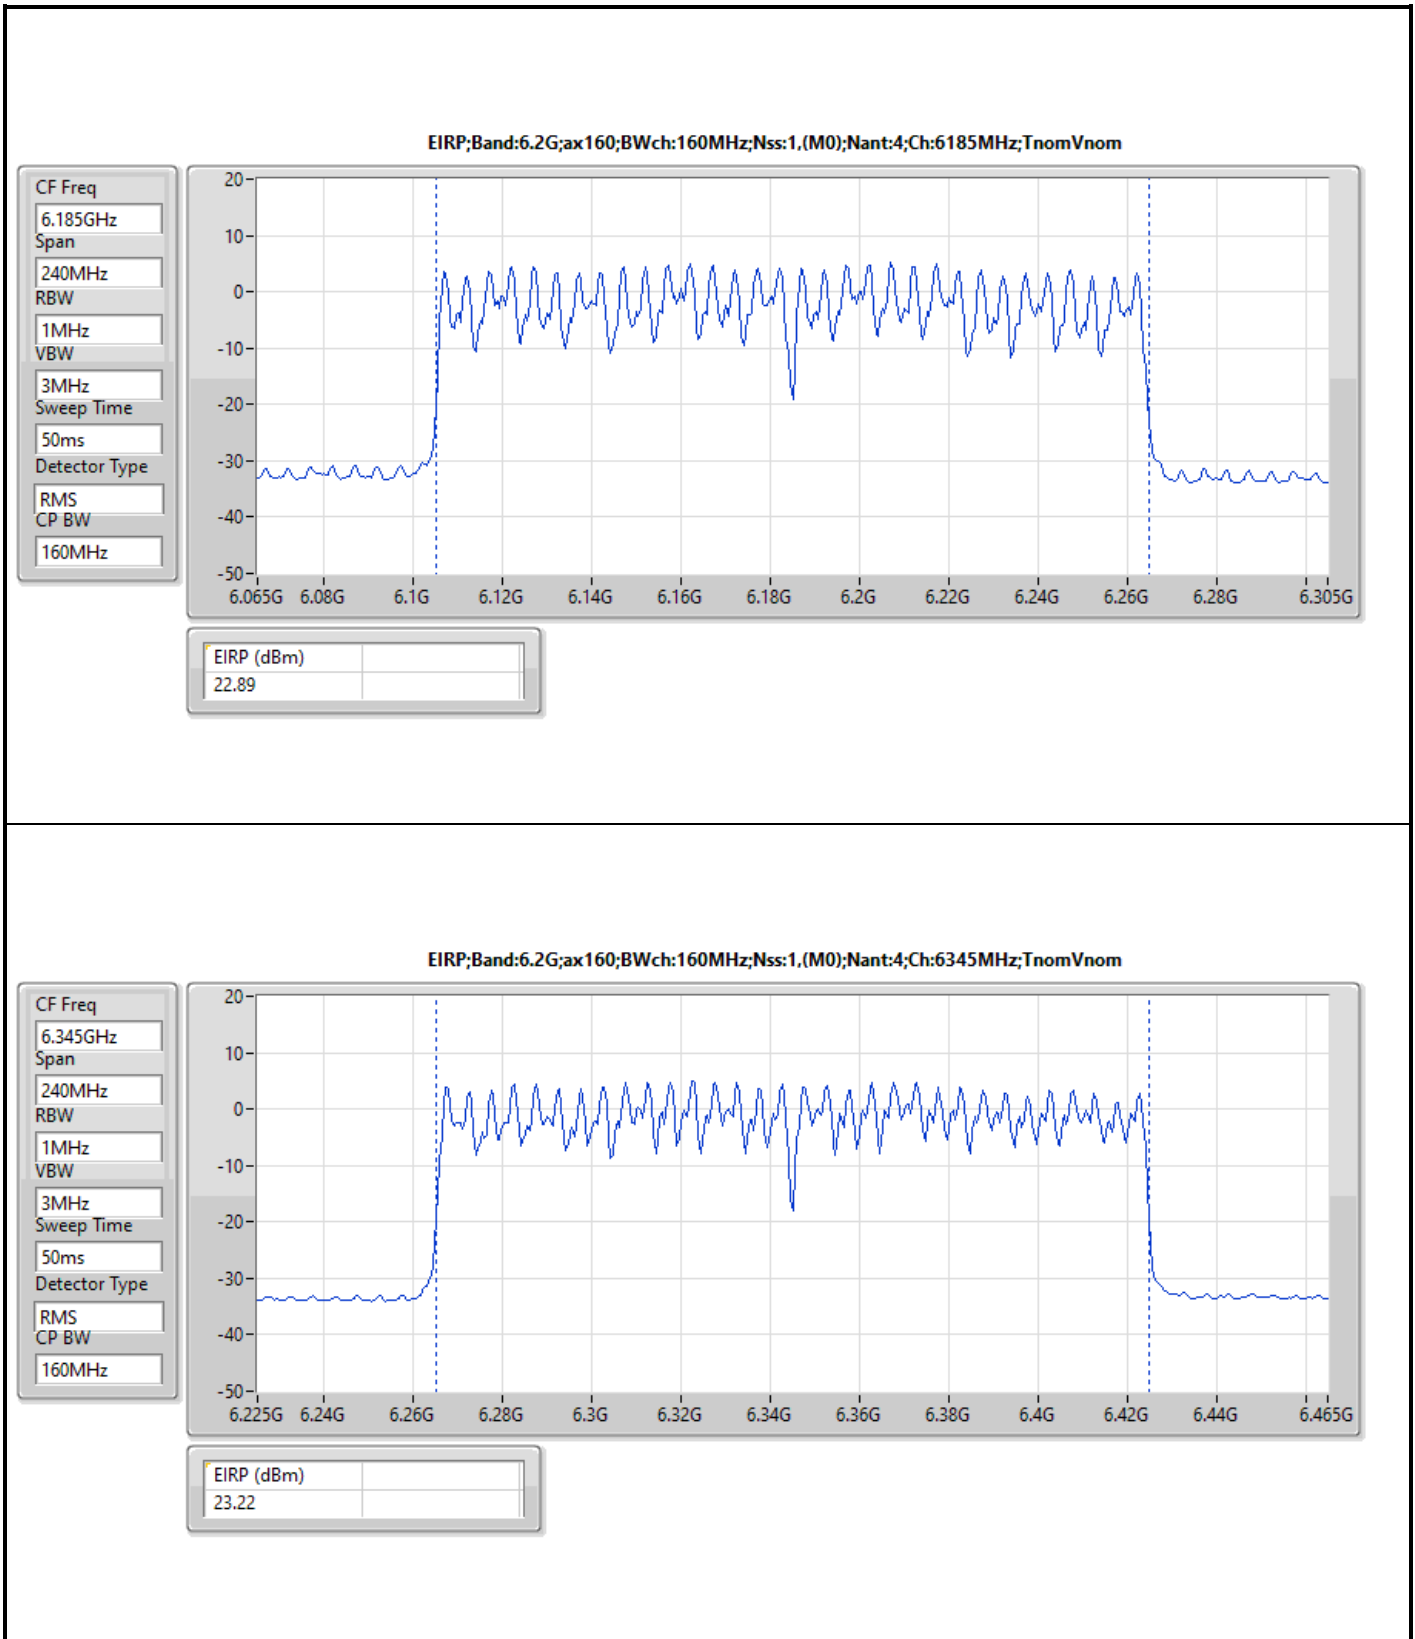 EIRP;Band:6.2G;ax160;BWch:160MHz;Nss:1,(M0);Nant:4;Ch:6185MHz;TnomVnom
CF Freq
6.185GHz
Span
240MHz
RBW
1MHz
VBW
3MHz
Sweep Time
50ms
Detector Type
RMS
CP BW
160MHz
20
10
0
-10
-20
-30
-40
-50
6.065G 6.08G 6.1G 6.12G 6.14G 6.16G 6.18G 6.2G 6.22G 6.24G 6.26G 6.28G 6.305G
EIRP (dBm)
22.89
EIRP;Band:6.2G;ax160;BWch:160MHz;Nss:1,(M0);Nant:4;Ch:6345MHz;TnomVnom
CF Freq
6.345GHz
Span
240MHz
RBW
1MHz
VBW
3MHz
Sweep Time
50ms
Detector Type
RMS
CP BW
160MHz
20
10
0
-10
-20
-30
-40
-50
6.225G 6.24G 6.26G 6.28G 6.3G 6.32G 6.34G 6.36G 6.38G 6.4G 6.42G 6.44G 6.465G
EIRP (dBm)
23.22